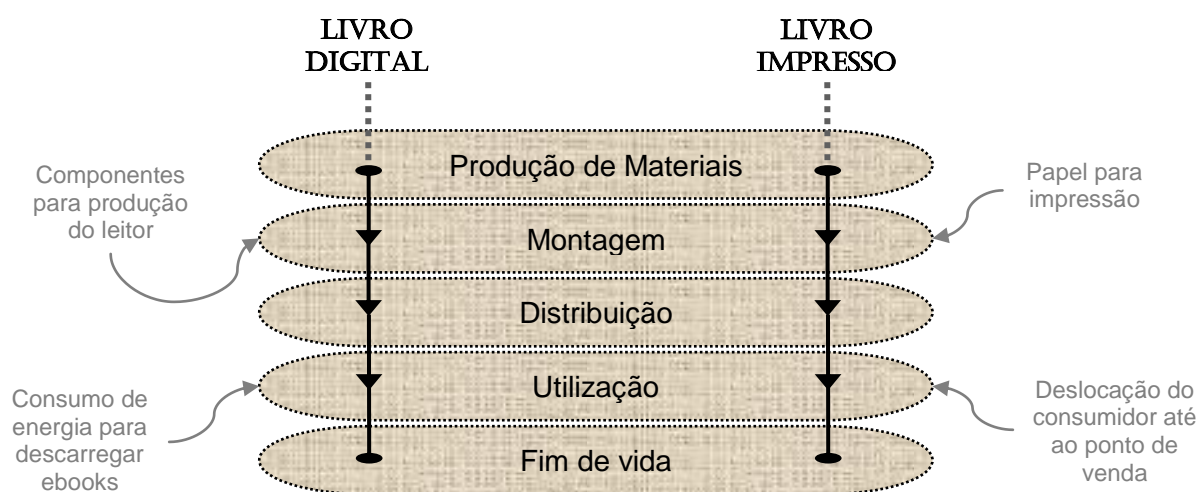 LIVRO
DIGITAL
LIVRO
IMPRESSO
Produção de Materiais
Componentes
para produção
do leitor
Papel para
impressão
Montagem
Distribuição
Utilização
Consumo de
energia para
descarregar
ebooks
Deslocação do
consumidor até
ao ponto de
venda
Fim de vida